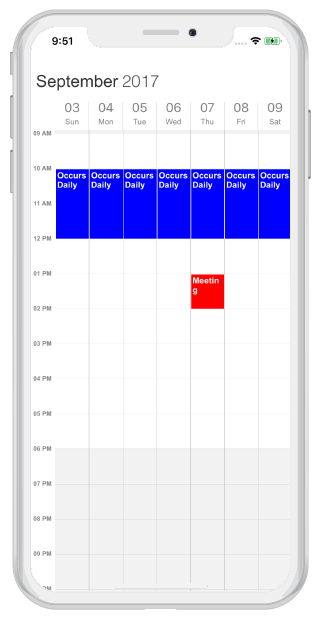 9:51
September 2017
03 04 05 06 07 08 09
Sun Mon Tue Wed Thu Fri Sat
09 AM
10 AM
Occurs Occurs Occurs Occurs Occurs Occurs Occurs
Daily Daily Daily Daily Daily Daily Daily
11 AM
12 PM
01 PM
Meetin
g
02 PM
03 PM
04 PM
05 PM
06 PM
07 PM
08 PM
09 PM
PM